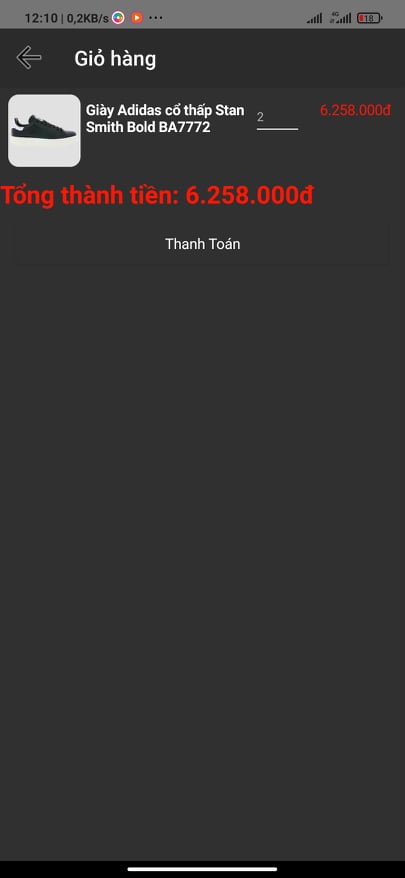 12:10 | 0,2KB/s ...
4G
18
Giỏ hàng
Giày Adidas cổ thấp Stan
Smith Bold BA7772
2
6.258.000đ
Tổng thành tiền: 6.258.000đ
Thanh Toán